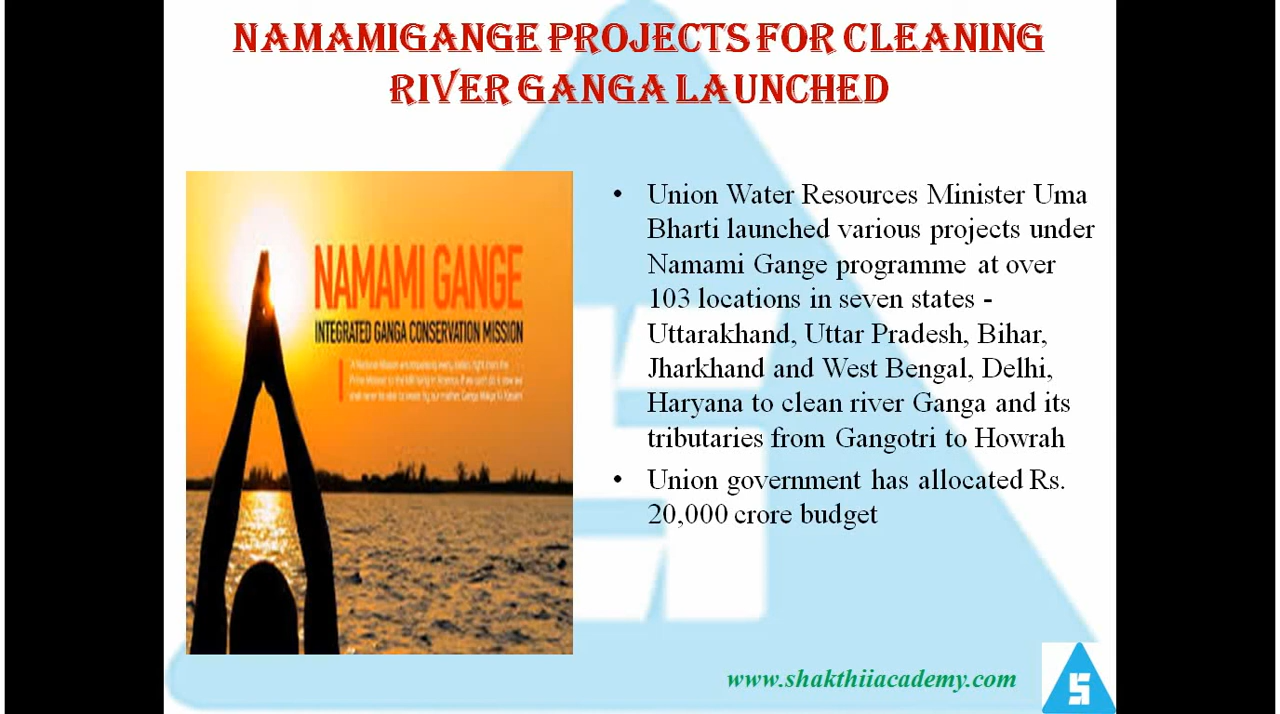 NAMAMIGANGE PROJECTS FOR CLEANING
RIVER GANGA LAUNCHED
NAMAMI GANGE
INTEGRATED GANGA CONSERVATION MISSION
• Union Water Resources Minister Uma
Bharti launched various projects under
Namami Gange programme at over
103 locations in seven states -
Uttarakhand, Uttar Pradesh, Bihar,
Jharkhand and West Bengal, Delhi,
Haryana to clean river Ganga and its
tributaries from Gangotri to Howrah
• Union government has allocated Rs.
20,000 crore budget
www.shakthiiacademy.com